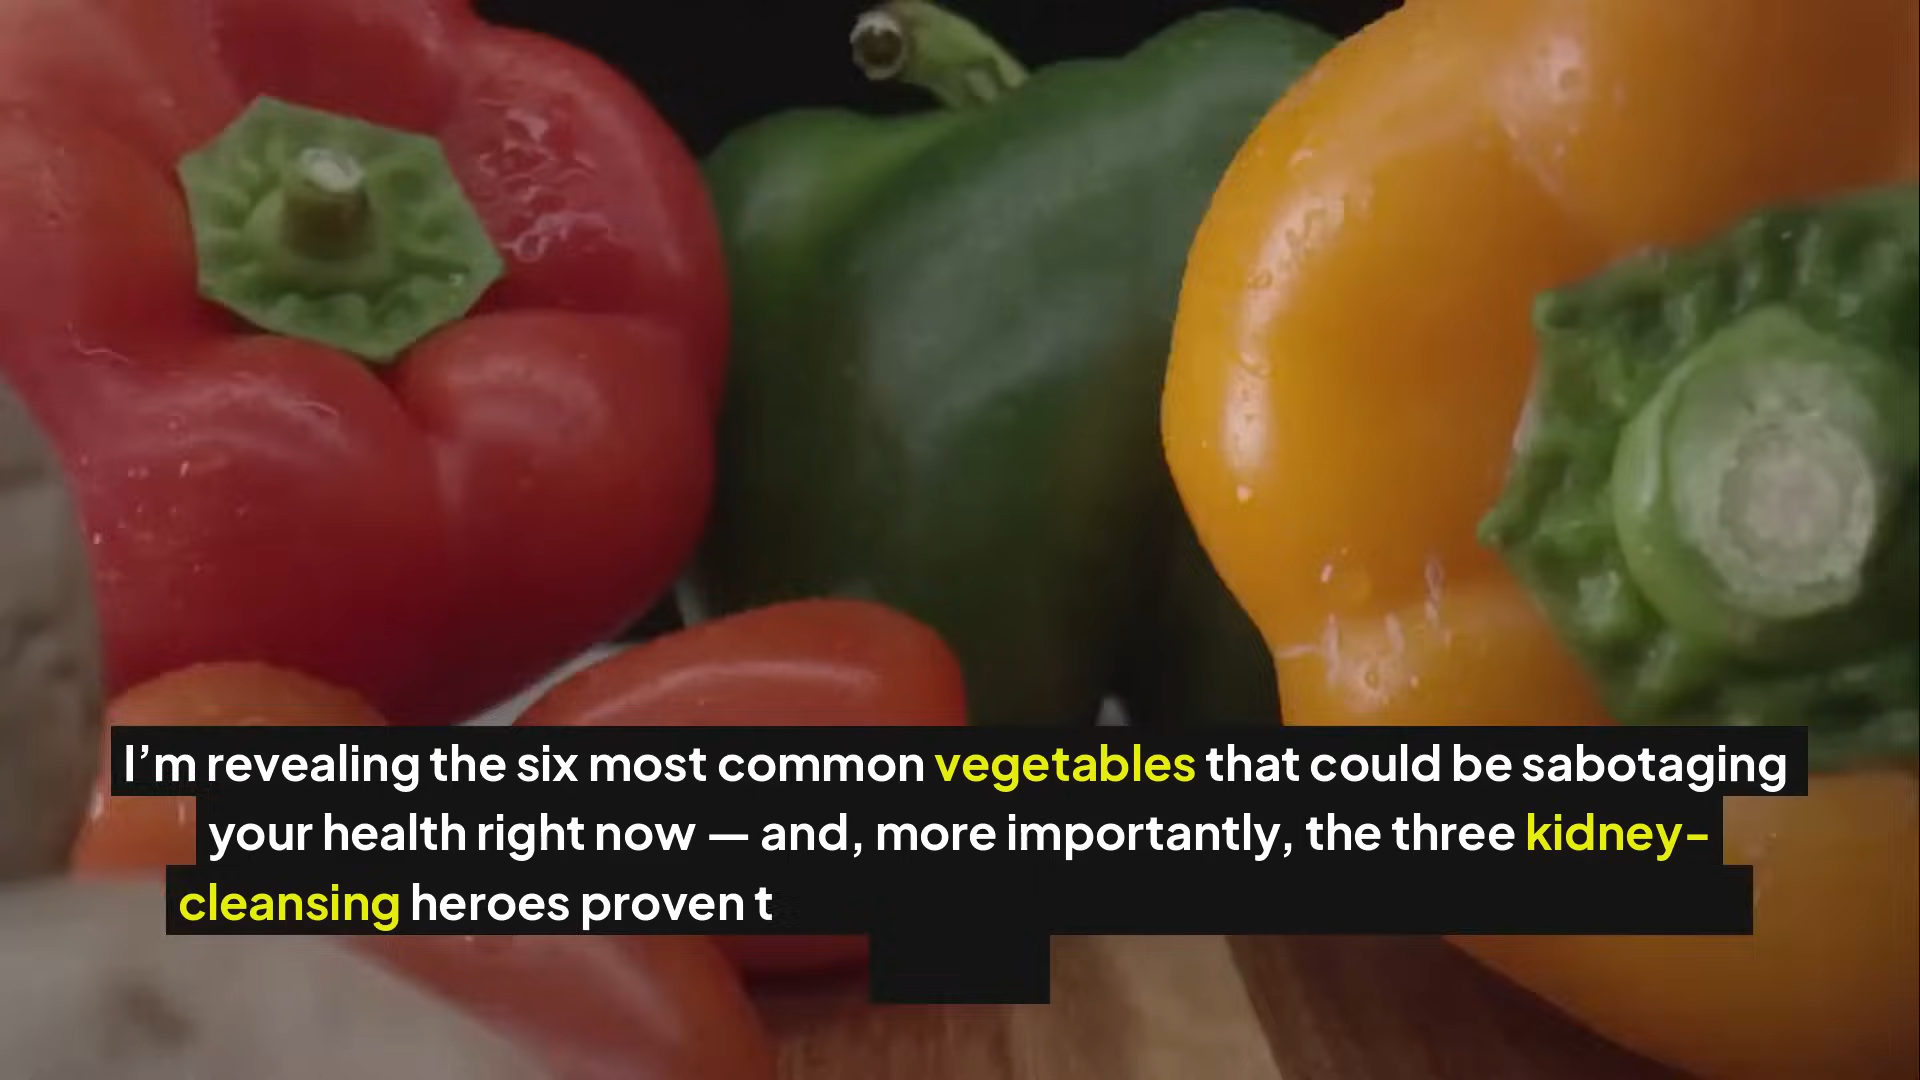 I’m revealing the six most common vegetables that could be sabotaging
your health right now — and, more importantly, the three kidney-
cleansing heroes proven t